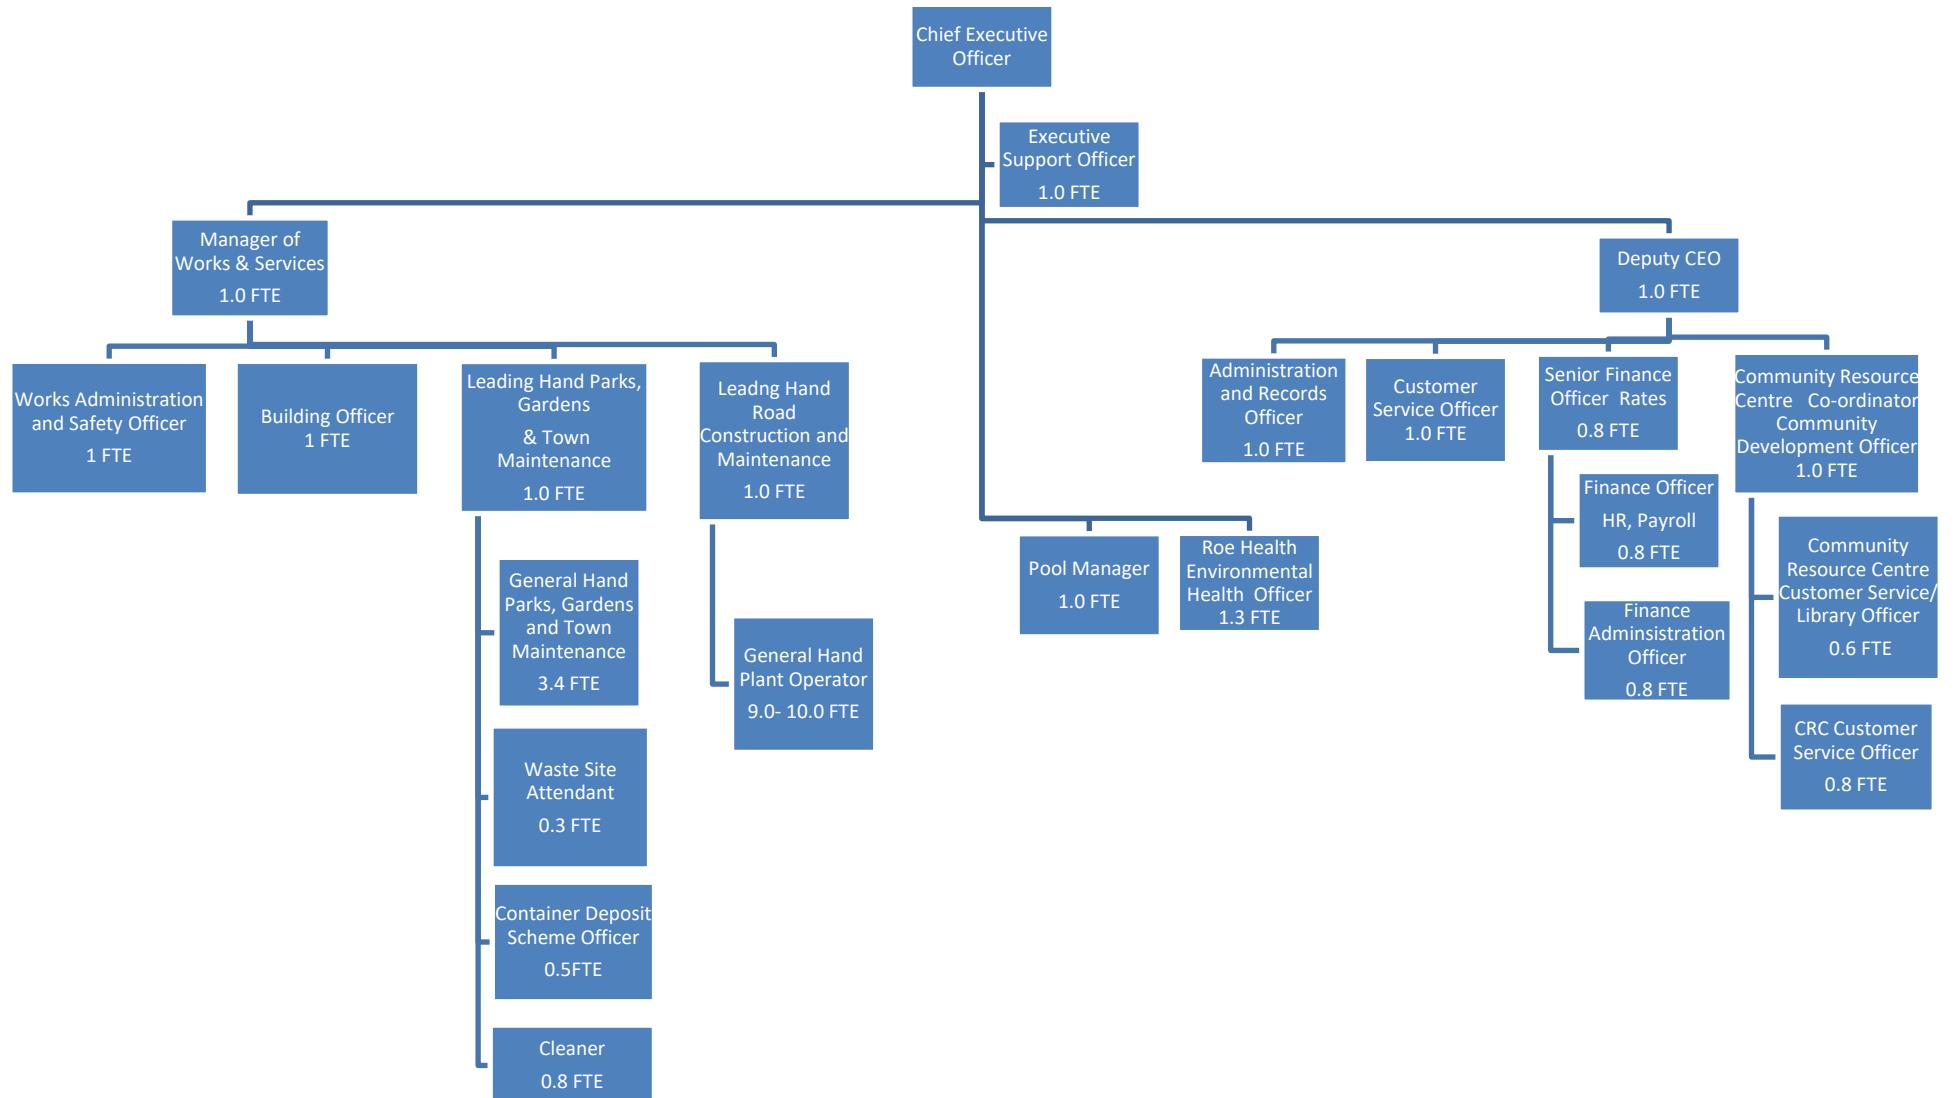 Chief Executive
Officer
Executive
Support Officer
1.0 FTE
Manager of
Works & Services
1.0 FTE
Deputy CEO
1.0 FTE
Works Administration
and Safety Officer
1 FTE
Building Officer
1 FTE
Leading Hand Parks,
Gardens
& Town
Maintenance
1.0 FTE
Leadng Hand
Road
Construction and
Maintenance
1.0 FTE
Administration
and Records
Officer
1.0 FTE
Customer
Service Officer
1.0 FTE
Senior Finance
Officer Rates
0.8 FTE
Community Resource
Centre Co-ordinator
Community
Development Officer
1.0 FTE
General Hand
Parks, Gardens
and Town
Maintenance
3.4 FTE
Waste Site
Attendant
0.3 FTE
Container Deposit
Scheme Officer
0.5FTE
Cleaner
0.8 FTE
General Hand
Plant Operator
9.0- 10.0 FTE
Pool Manager
1.0 FTE
Roe Health
Environmental
Health Officer
1.3 FTE
Finance Officer
HR, Payroll
0.8 FTE
Finance
Adminsistration
Officer
0.8 FTE
Community
Resource Centre
Customer Service/
Library Officer
0.6 FTE
CRC Customer
Service Officer
0.8 FTE